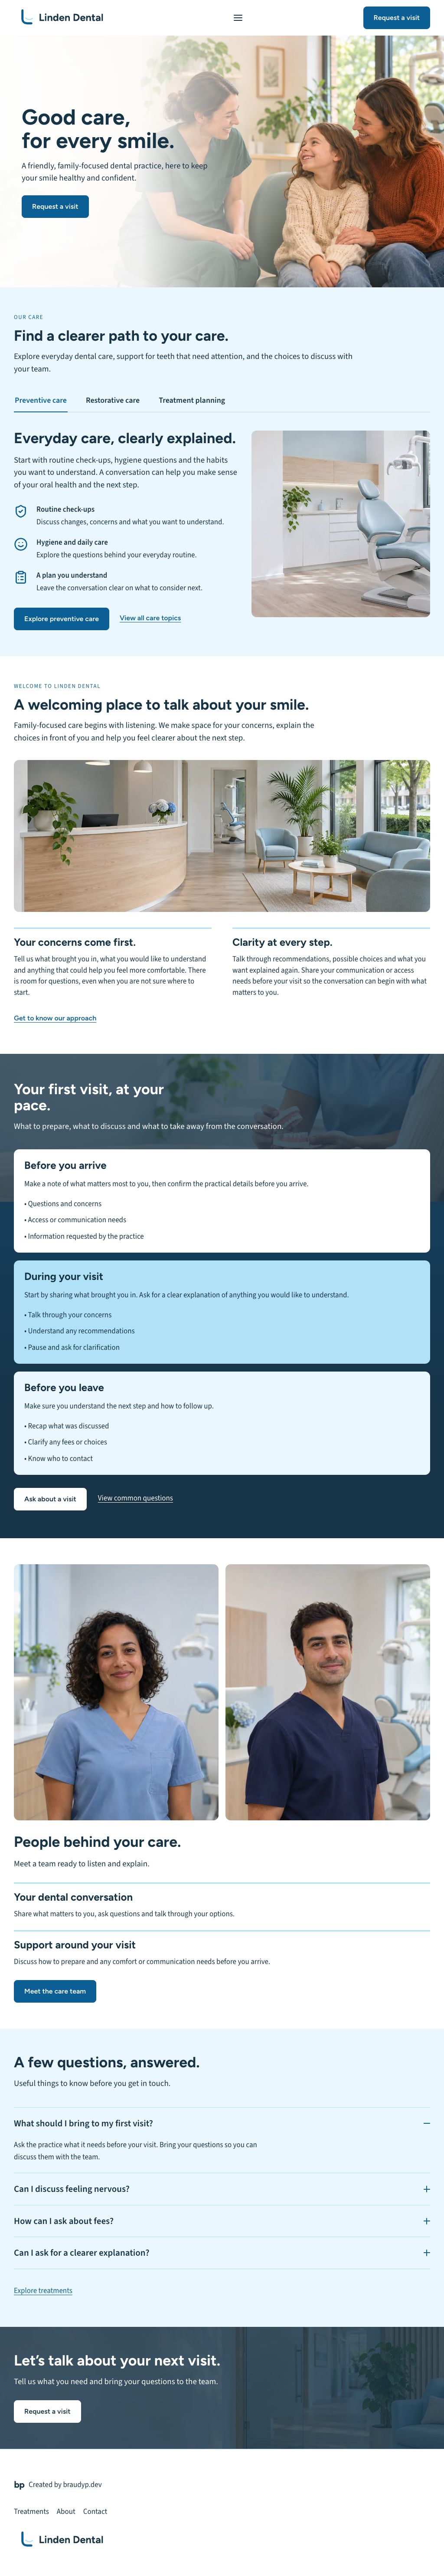 Linden Dental
Request a visit
Good care,
for every smile.
A friendly, family-focused dental practice, here to keep
your smile healthy and confident.
Request a visit
OUR CARE
Find a clearer path to your care.
Explore everyday dental care, support for teeth that need attention, and the choices to discuss with
your team.
Preventive care
Restorative care
Treatment planning
Everyday care, clearly explained.
Start with routine check-ups, hygiene questions and the habits
you want to understand. A conversation can help you make sense
of your oral health and the next step.
Routine check-ups
Discuss changes, concerns and what you want to understand.
Hygiene and daily care
Explore the questions behind your everyday routine.
A plan you understand
Leave the conversation clear on what to consider next.
Explore preventive care
View all care topics
WELCOME TO LINDEN DENTAL
A welcoming place to talk about your smile.
Family-focused care begins with listening. We make space for your concerns, explain the
choices in front of you and help you feel clearer about the next step.
Your concerns come first.
Tell us what brought you in, what you would like to understand
and anything that could help you feel more comfortable. There
is room for questions, even when you are not sure where to
start.
Clarity at every step.
Talk through recommendations, possible choices and what you
want explained again. Share your communication or access
needs before your visit so the conversation can begin with what
matters to you.
Get to know our approach
Your first visit, at your
pace.
What to prepare, what to discuss and what to take away from the conversation.
Before you arrive
Make a note of what matters most to you, then confirm the practical details before you arrive.
• Questions and concerns
• Access or communication needs
• Information requested by the practice
During your visit
Start by sharing what brought you in. Ask for a clear explanation of anything you would like to understand.
• Talk through your concerns
• Understand any recommendations
• Pause and ask for clarification
Before you leave
Make sure you understand the next step and how to follow up.
• Recap what was discussed
• Clarify any fees or choices
• Know who to contact
Ask about a visit
View common questions
People behind your care.
Meet a team ready to listen and explain.
Your dental conversation
Share what matters to you, ask questions and talk through your options.
Support around your visit
Discuss how to prepare and any comfort or communication needs before you arrive.
Meet the care team
A few questions, answered.
Useful things to know before you get in touch.
What should I bring to my first visit?
Ask the practice what it needs before your visit. Bring your questions so you can
discuss them with the team.
Can I discuss feeling nervous?
How can I ask about fees?
Can I ask for a clearer explanation?
Explore treatments
Let’s talk about your next visit.
Tell us what you need and bring your questions to the team.
Request a visit
bp Created by braudyp.dev
Treatments
About
Contact
Linden Dental